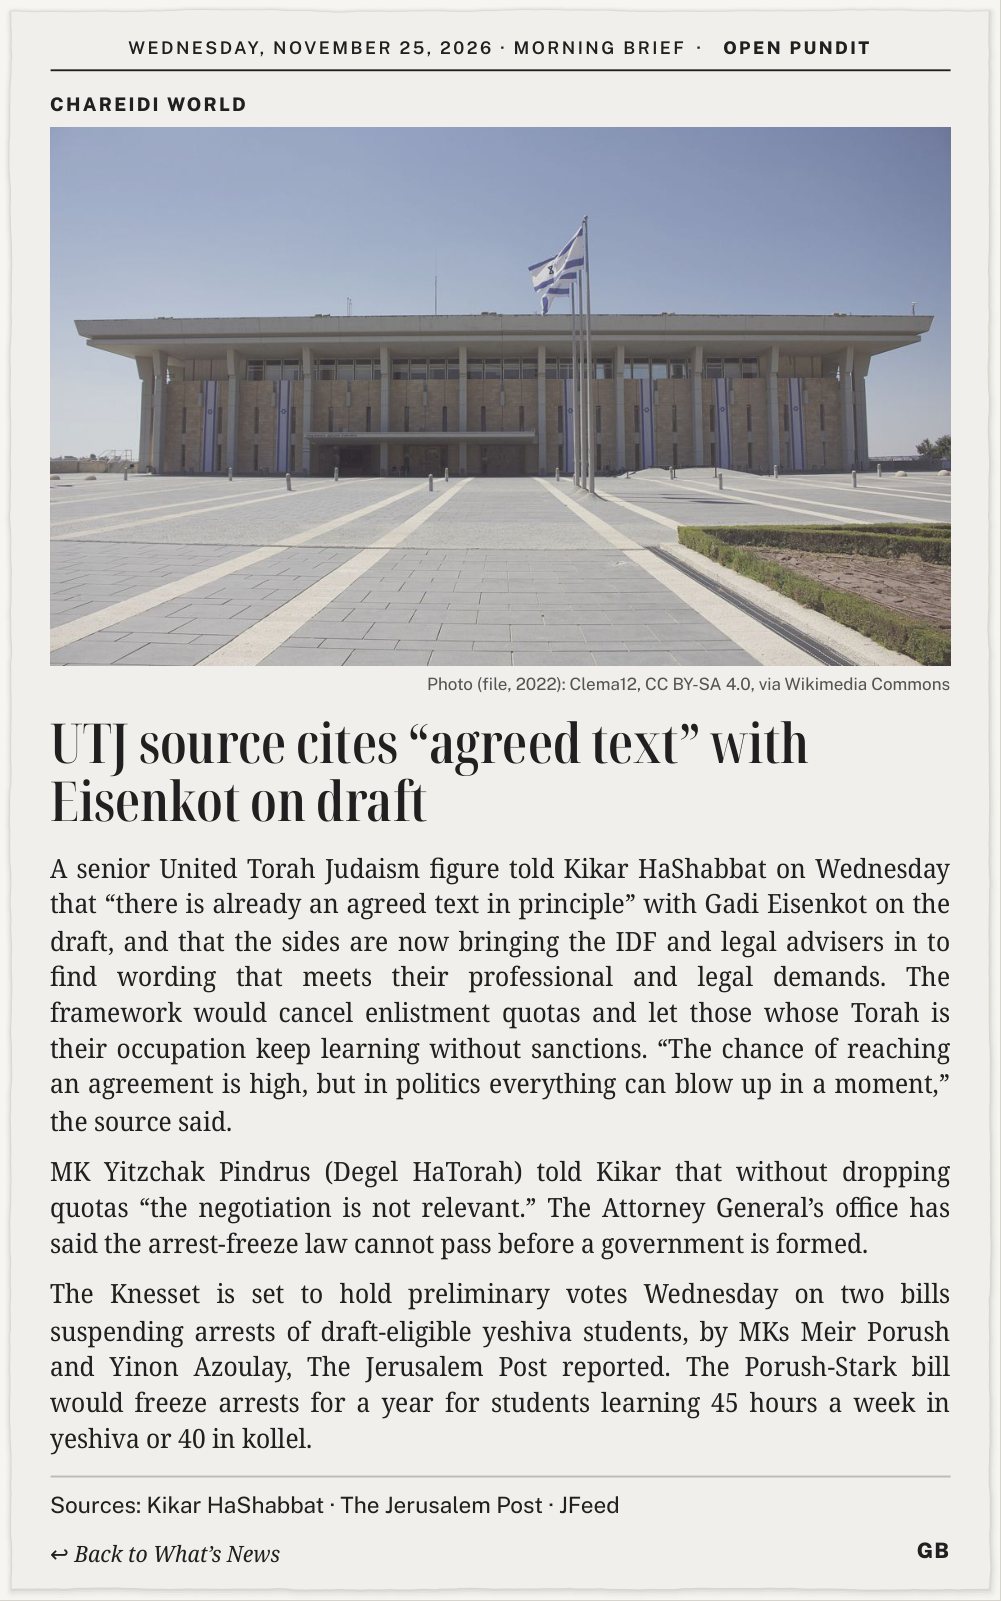 WEDNESDAY, NOVEMBER 25, 2026 · MORNING BRIEF · OPEN PUNDIT
CHAREIDI WORLD
Photo (file, 2022): Clema12, CC BY-SA 4.0, via Wikimedia Commons
UTJ source cites “agreed text” with
Eisenkot on draft
A senior United Torah Judaism figure told Kikar HaShabbat on Wednesday
that “there is already an agreed text in principle” with Gadi Eisenkot on the
draft, and that the sides are now bringing the IDF and legal advisers in to
find wording that meets their professional and legal demands. The
framework would cancel enlistment quotas and let those whose Torah is
their occupation keep learning without sanctions. “The chance of reaching
an agreement is high, but in politics everything can blow up in a moment,”
the source said.
MK Yitzchak Pindrus (Degel HaTorah) told Kikar that without dropping
quotas “the negotiation is not relevant.” The Attorney General’s office has
said the arrest-freeze law cannot pass before a government is formed.
The Knesset is set to hold preliminary votes Wednesday on two bills
suspending arrests of draft-eligible yeshiva students, by MKs Meir Porush
and Yinon Azoulay, The Jerusalem Post reported. The Porush-Stark bill
would freeze arrests for a year for students learning 45 hours a week in
yeshiva or 40 in kollel.
Sources: Kikar HaShabbat · The Jerusalem Post · JFeed
↩ Back to What’s News
GB